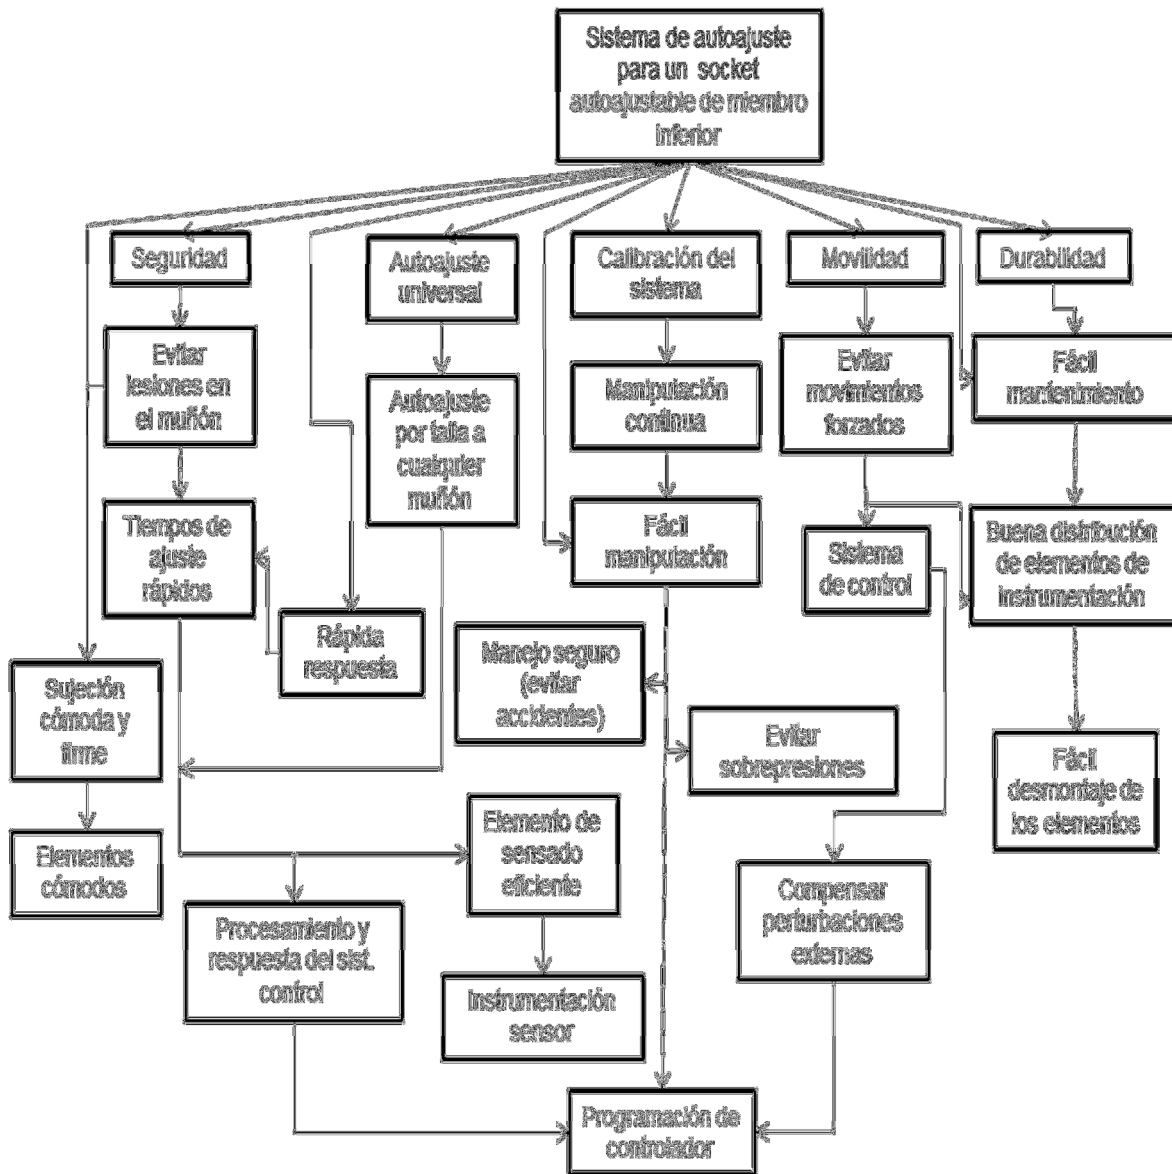 Sistema de autoajuste
para un socket
autoajustable de miembro
inferior
Seguridad
Autoajuste
universal
Calibración del
sistema
Movilidad
Durabilidad
Evitar
lesiones en
el muñón
Autoajuste
por talla a
cualquier
muñón
Manipulación
continua
Evitar
movimientos
forzados
Fácil
mantenimiento
Tiempos de
ajuste
rápidos
Fácil
manipulación
Sistema
de control
Buena distribución
de elementos de
instrumentación
Rápida
respuesta
Manejo seguro
(evitar
accidentes)
Sujeción
cómoda y
firme
Evitar
sobrepresiones
Fácil
desmontaje de
los elementos
Elementos
cómodos
Elemento de
sensado
eficiente
Compensar
perturbaciones
externas
Procesamiento y
respuesta del sist.
control
Instrumentación
sensor
Programación de
controlador